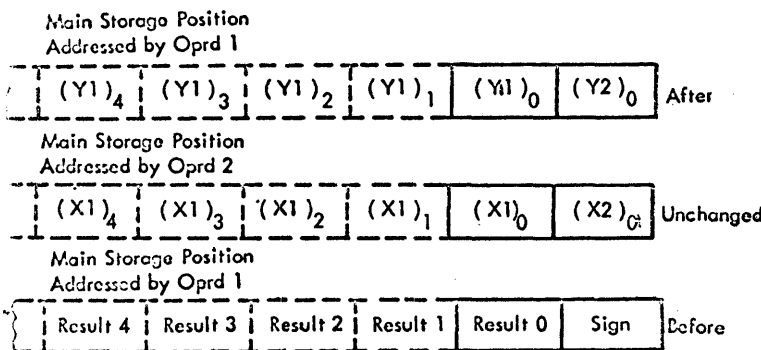 Main Storage Position
Addressed by Oprd 1
(Y1)4 (Y1)3 (Y1)2 (Y1)1 (Y1)0 (Y2)0 After
Main Storage Position
Addressed by Oprd 2
(X1)4 (X1)3 (X1)2 (X1)1 (X1)0 (X2)0 Unchanged
Main Storage Position
Addressed by Oprd 1
Result 4 Result 3 Result 2 Result 1 Result 0 Sign Before